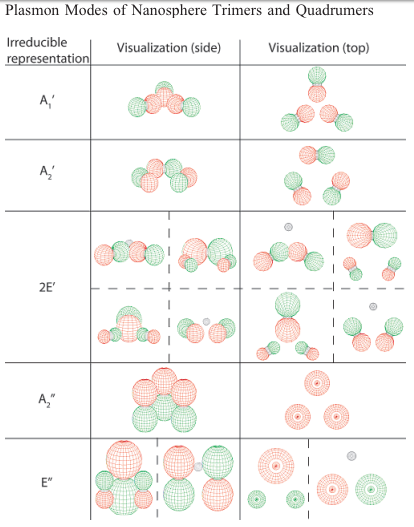 Plasmon Modes of Nanosphere Trimers and Quadrumers
Irreducible representation Visualization (side) Visualization (top)
A₁′
A₂′
2E′
A₂″
E″